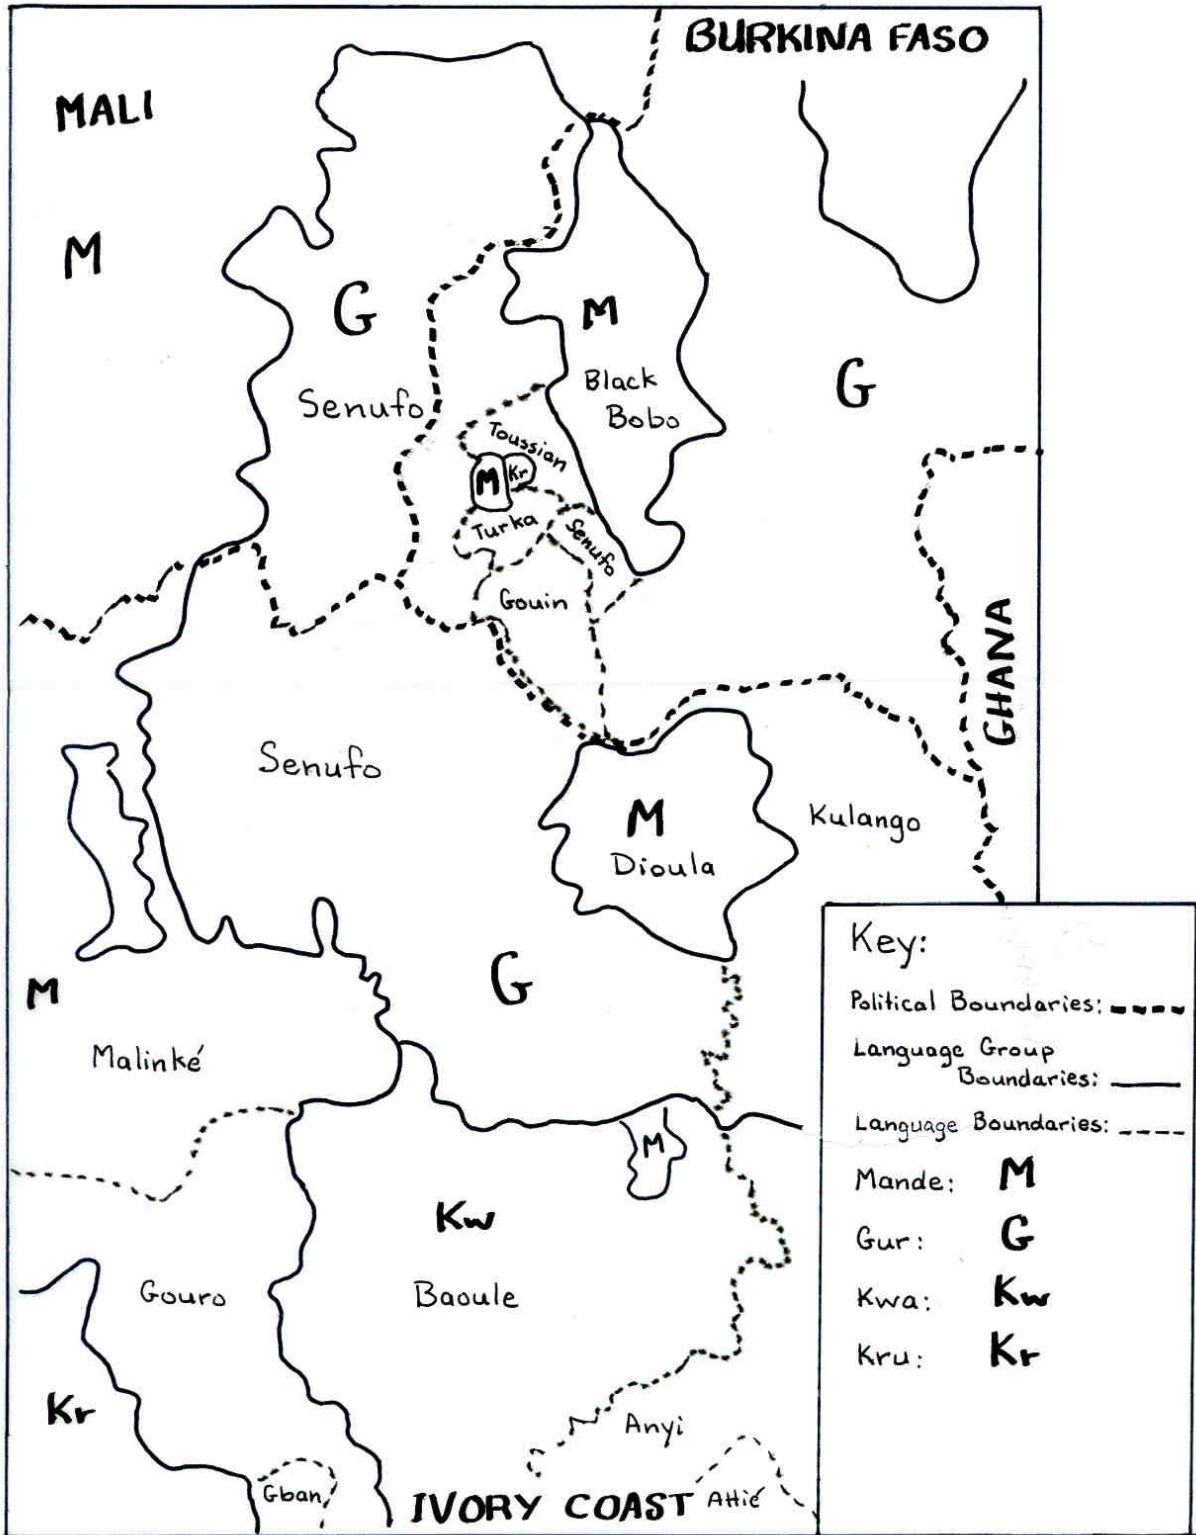 BURKINA FASO
MALI
M
G
M
Senufo
Black
Bobo
G
Toussian
M
Kr
Turka
Senufo
Gouin
GHANA
Senufo
M
Dioula
Kulango
G
M
Malinké
M
Kw
Gouro
Baoule
Kr
Anyi
Gban
IVORY COAST
Attié
Key:
Political Boundaries:
Language Group
Boundaries:
Language Boundaries:
Mande: M
Gur: G
Kwa: Kw
Kru: Kr